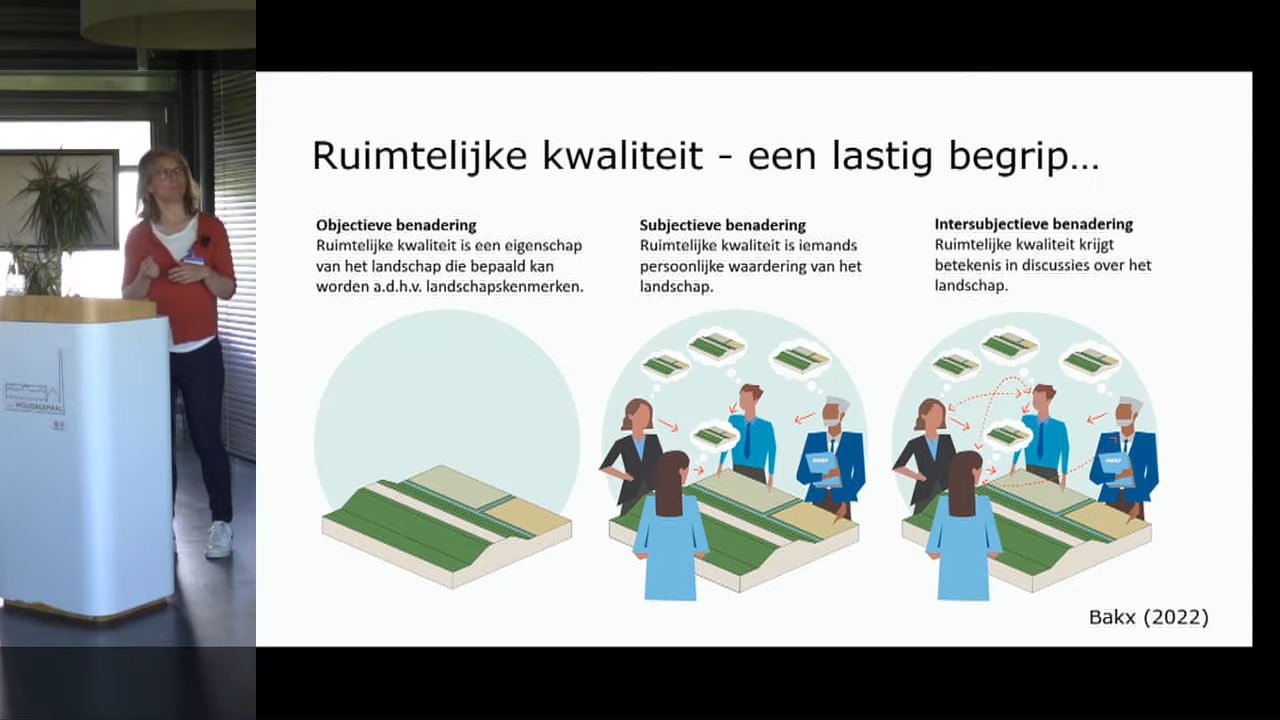 Ruimtelijke kwaliteit - een lastig begrip...
Objectieve benadering
Ruimtelijke kwaliteit is een eigenschap
van het landschap die bepaald kan
worden a.d.h.v. landschapskenmerken.
Subjectieve benadering
Ruimtelijke kwaliteit is iemands
persoonlijke waardering van het
landschap.
Intersubjectieve benadering
Ruimtelijke kwaliteit krijgt
betekenis in discussies over het
landschap.
Bakx (2022)
WOUDAGEMAAL